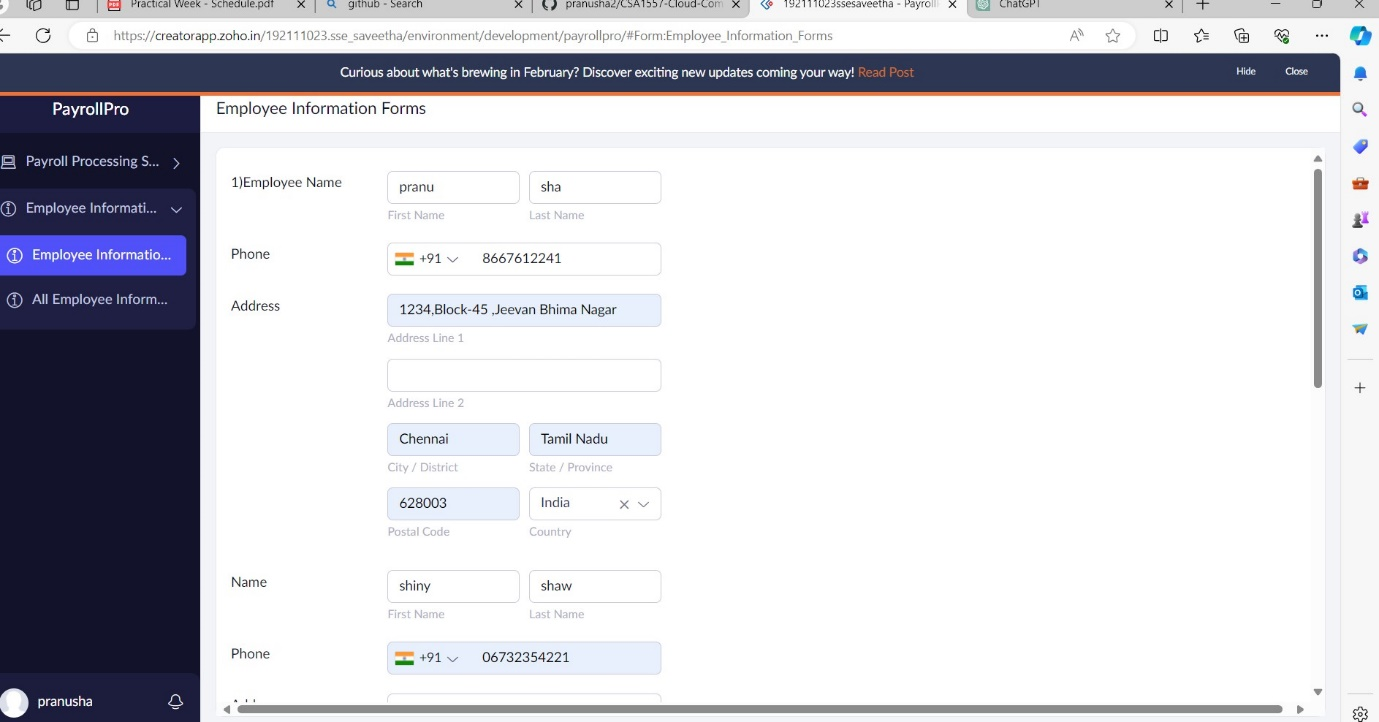 Practical Week - Schedule.pdf
github - Search
pranusha2/CSA1557-Cloud-Com
192111023ssesaveetha - Payroll
ChatGPT
https://creatorapp.zoho.in/192111023.sse_saveetha/environment/development/payrollpro/#Form:Employee_Information_Forms
Curious about what's brewing in February? Discover exciting new updates coming your way! Read Post
Hide
Close
PayrollPro
Employee Information Forms
Payroll Processing S...
Employee Informati...
Employee Informatio...
All Employee Inform...
1)Employee Name
pranu
sha
First Name
Last Name
Phone
+91
8667612241
Address
1234,Block-45 ,Jeevan Bhima Nagar
Address Line 1
Address Line 2
Chennai
Tamil Nadu
City / District
State / Province
628003
India
Postal Code
Country
Name
shiny
shaw
First Name
Last Name
Phone
+91
06732354221
pranusha